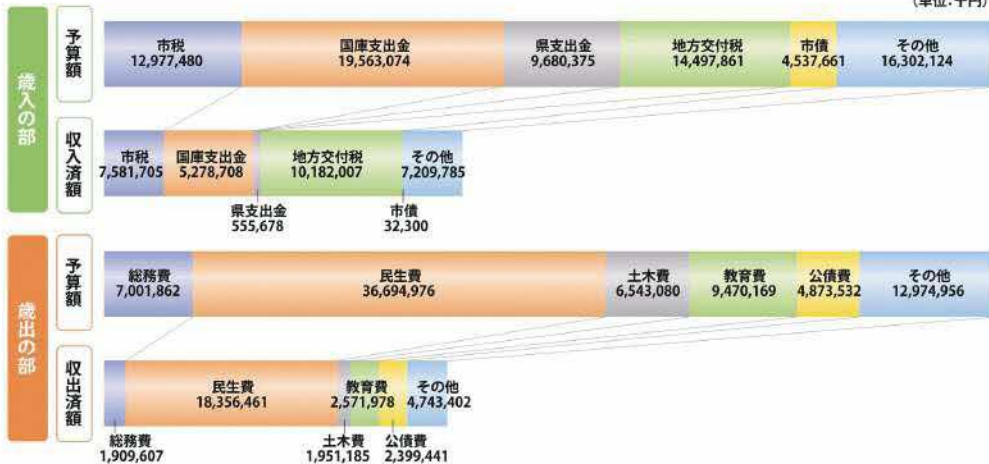 (単位:千円)
歳入の部
予算額
市税
12,977,480
国庫支出金
19,563,074
県支出金
9,680,375
地方交付税
14,497,861
市債
4,537,661
その他
16,302,124
収入済額
市税
7,581,705
国庫支出金
5,278,708
県支出金
555,678
地方交付税
10,182,007
市債
32,300
その他
7,209,785
歳出の部
予算額
総務費
7,001,862
民生費
36,694,976
土木費
6,543,080
教育費
9,470,169
公債費
4,873,532
その他
12,974,956
収出済額
総務費
1,909,607
民生費
18,356,461
土木費
1,951,185
教育費
2,571,978
公債費
2,399,441
その他
4,743,402